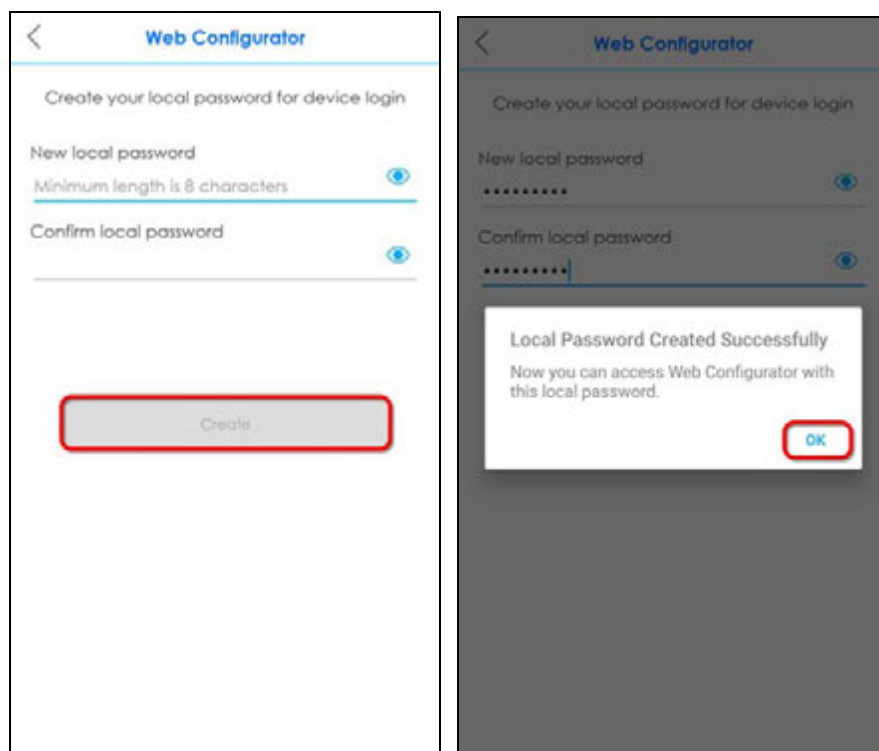 Web Configurator
Create your local password for device login
New local password
Minimum length is 8 characters
Confirm local password
Create
Web Configurator
Create your local password for device login
New local password
•••••••••
Confirm local password
•••••••••
Local Password Created Successfully
Now you can access Web Configurator with
this local password.
OK